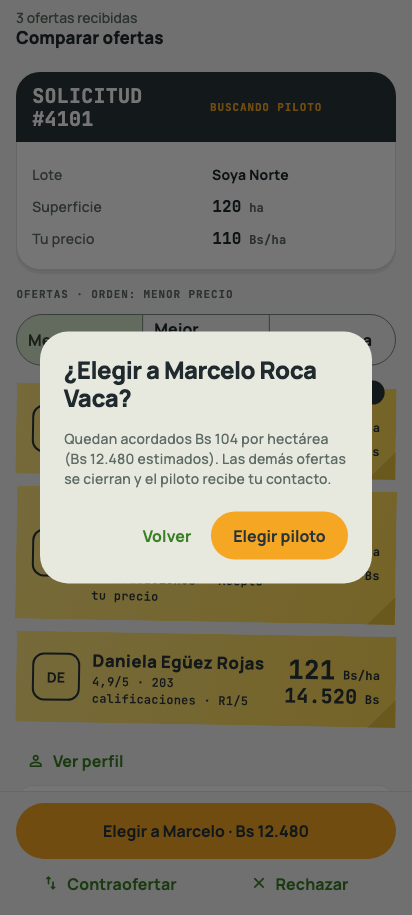 3 ofertas recibidas
Comparar ofertas
SOLICITUD
#4101
BUSCANDO PILOTO
Lote Soya Norte
Superficie 120 ha
Tu precio 110 Bs/ha
OFERTAS · ORDEN: MENOR PRECIO
Mejor
¿Elegir a Marcelo Roca
Vaca?
Quedan acordados Bs 104 por hectárea
(Bs 12.480 estimados). Las demás ofertas
se cierran y el piloto recibe tu contacto.
Volver Elegir piloto
Bs
tu precio
DE
Daniela Egüez Rojas
4,9/5 · 203
calificaciones · R1/5
121 Bs/ha
14.520 Bs
Ver perfil
Elegir a Marcelo · Bs 12.480
Contraofertar Rechazar